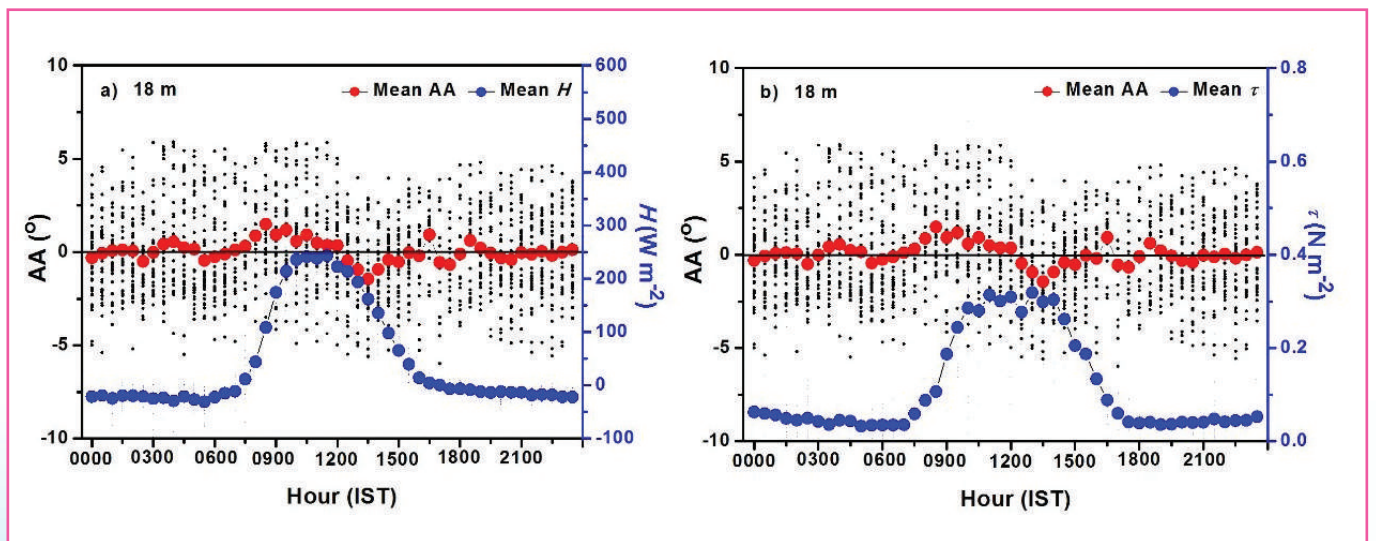 a) 18 m
Mean AA
Mean H
10
5
0
-5
-10
AA (°)
600
500
400
300
200
100
0
-100
H(W m-2)
0000 0300 0600 0900 1200 1500 1800 2100
Hour (IST)
b) 18 m
Mean AA
Mean τ
10
5
0
-5
-10
AA (°)
0.8
0.6
0.4
0.2
0.0
τ(N m-2)
0000 0300 0600 0900 1200 1500 1800 2100
Hour (IST)